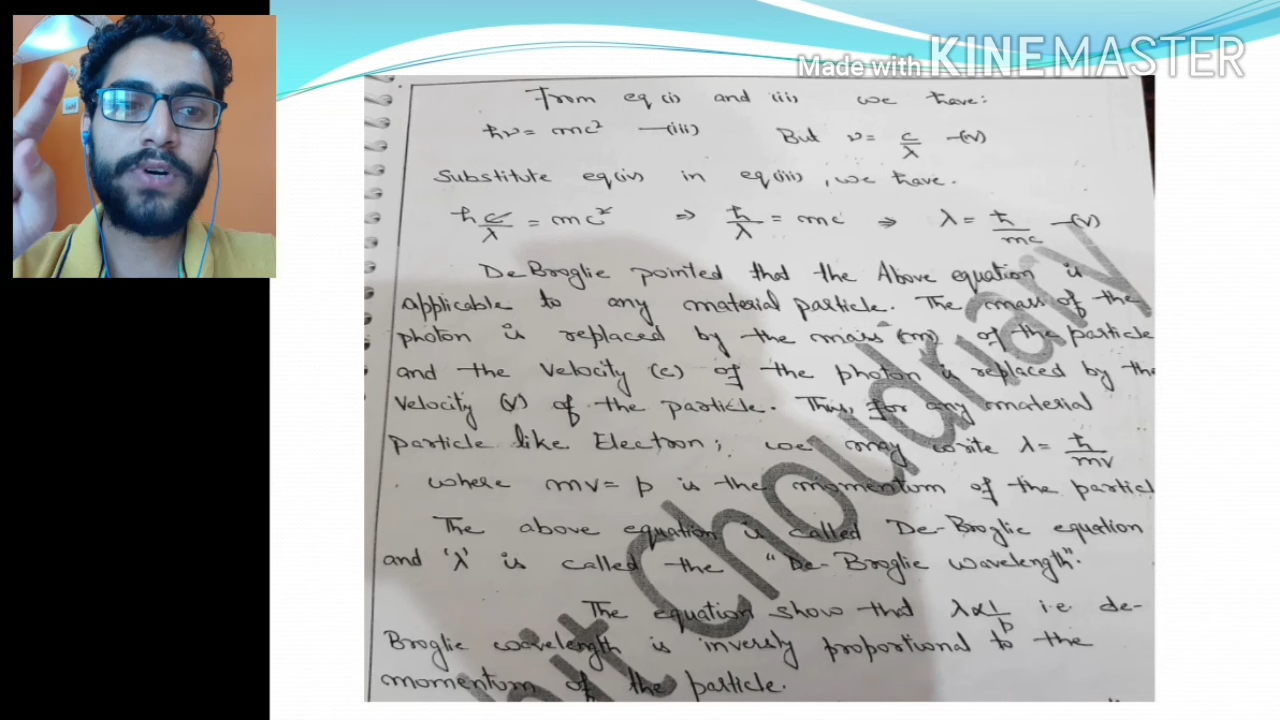 Made with KINEMASTER
From eq (i) and (ii) we have:
hν = mc² —(iii) But ν = c/λ —(iv)
Substitute eq(iv) in eq(iii), we have.
h c/λ = mc² ⇒ h/λ = mc ⇒ λ = h/mc —(v)
De Broglie pointed that the Above equation is
applicable to any material particle. The mass of the
photon is replaced by the mass (m) of the particle
and the Velocity (c) of the photon is replaced by the
Velocity (v) of the particle. Thus, for any material
particle like Electron; we may write λ = h/mv
where mv = p is the momentum of the particl
The above equation is called De-Broglie equation
and 'λ' is called the "De-Broglie wavelength".
The equation show that λ ∝ 1/p i.e. de-
Broglie wavelength is inversly proportional to the
momentum of the particle.
Choudhary